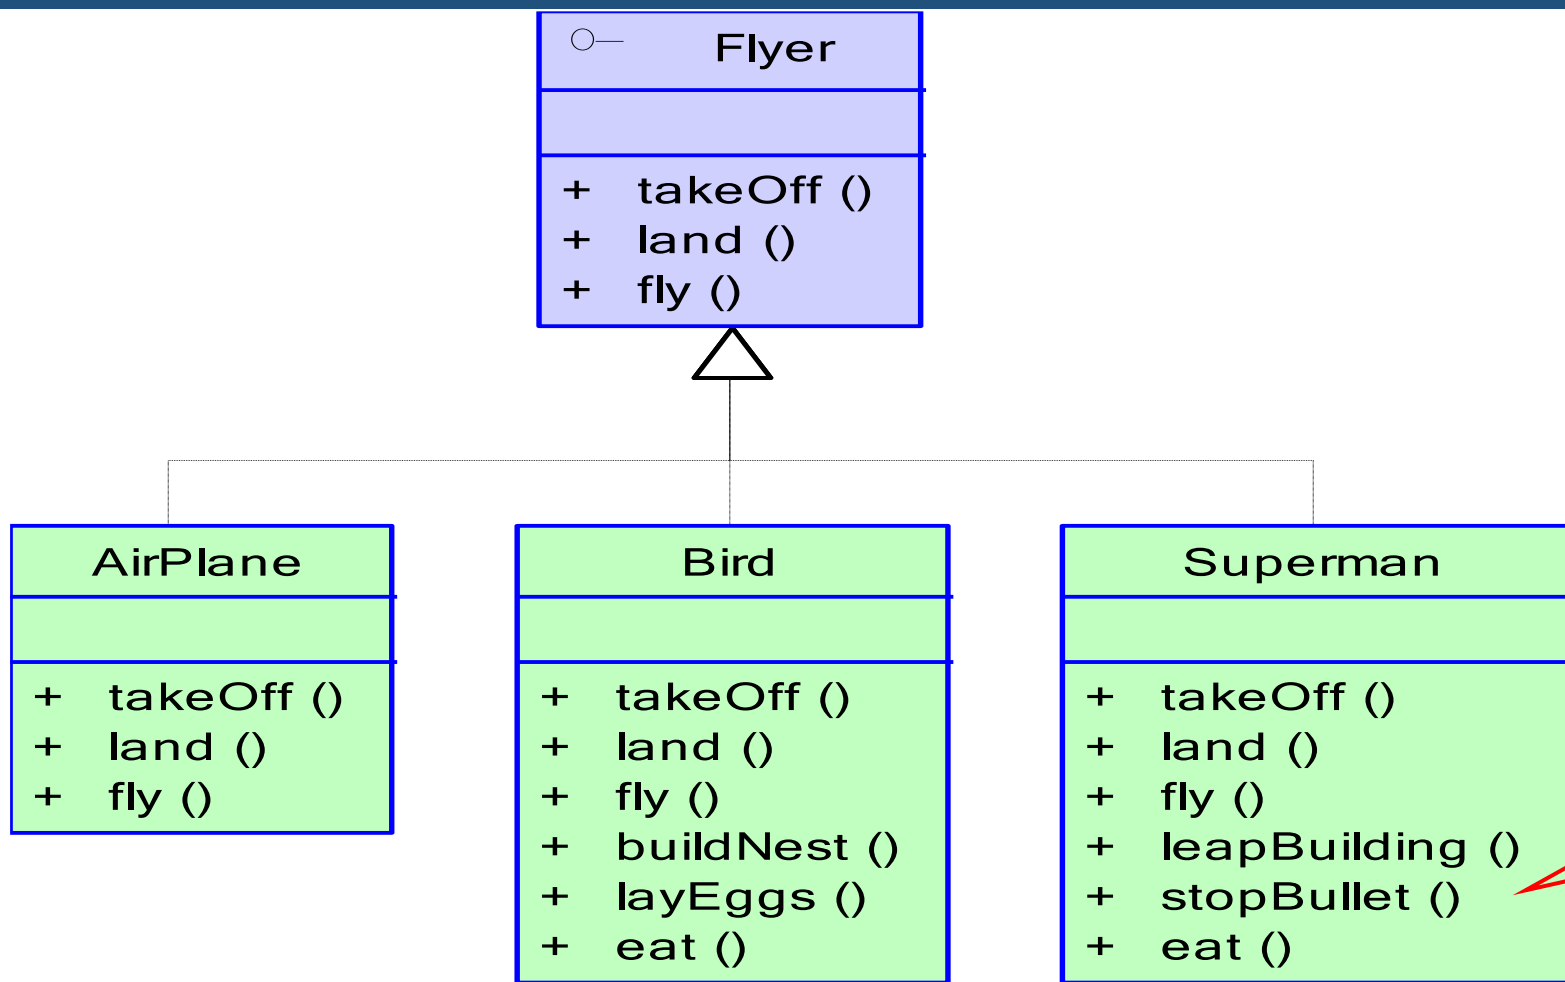 Flyer
+ takeOff ()
+ land ()
+ fly ()
AirPlane
+ takeOff ()
+ land ()
+ fly ()
Bird
+ takeOff ()
+ land ()
+ fly ()
+ buildNest ()
+ layEggs ()
+ eat ()
Superman
+ takeOff ()
+ land ()
+ fly ()
+ leapBuilding ()
+ stopBullet ()
+ eat ()